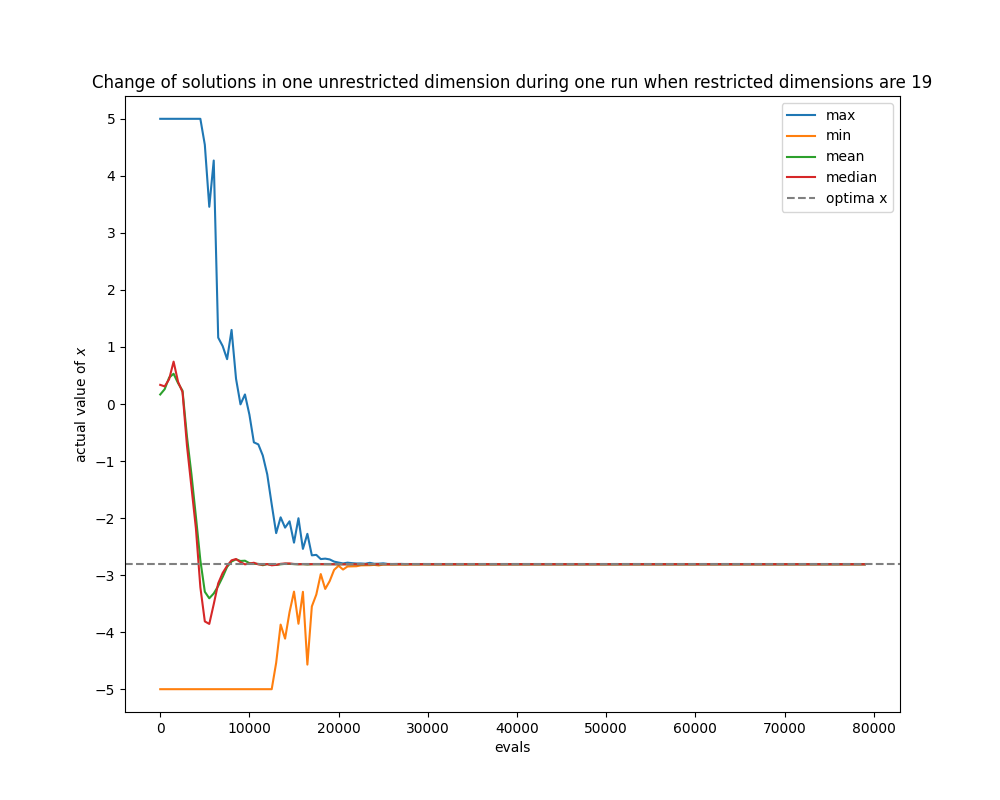 Change of solutions in one unrestricted dimension during one run when restricted dimensions are 19
max
min
mean
median
optima x
5
4
3
2
1
0
−1
−2
−3
−4
−5
actual value of x
0 10000 20000 30000 40000 50000 60000 70000 80000
evals